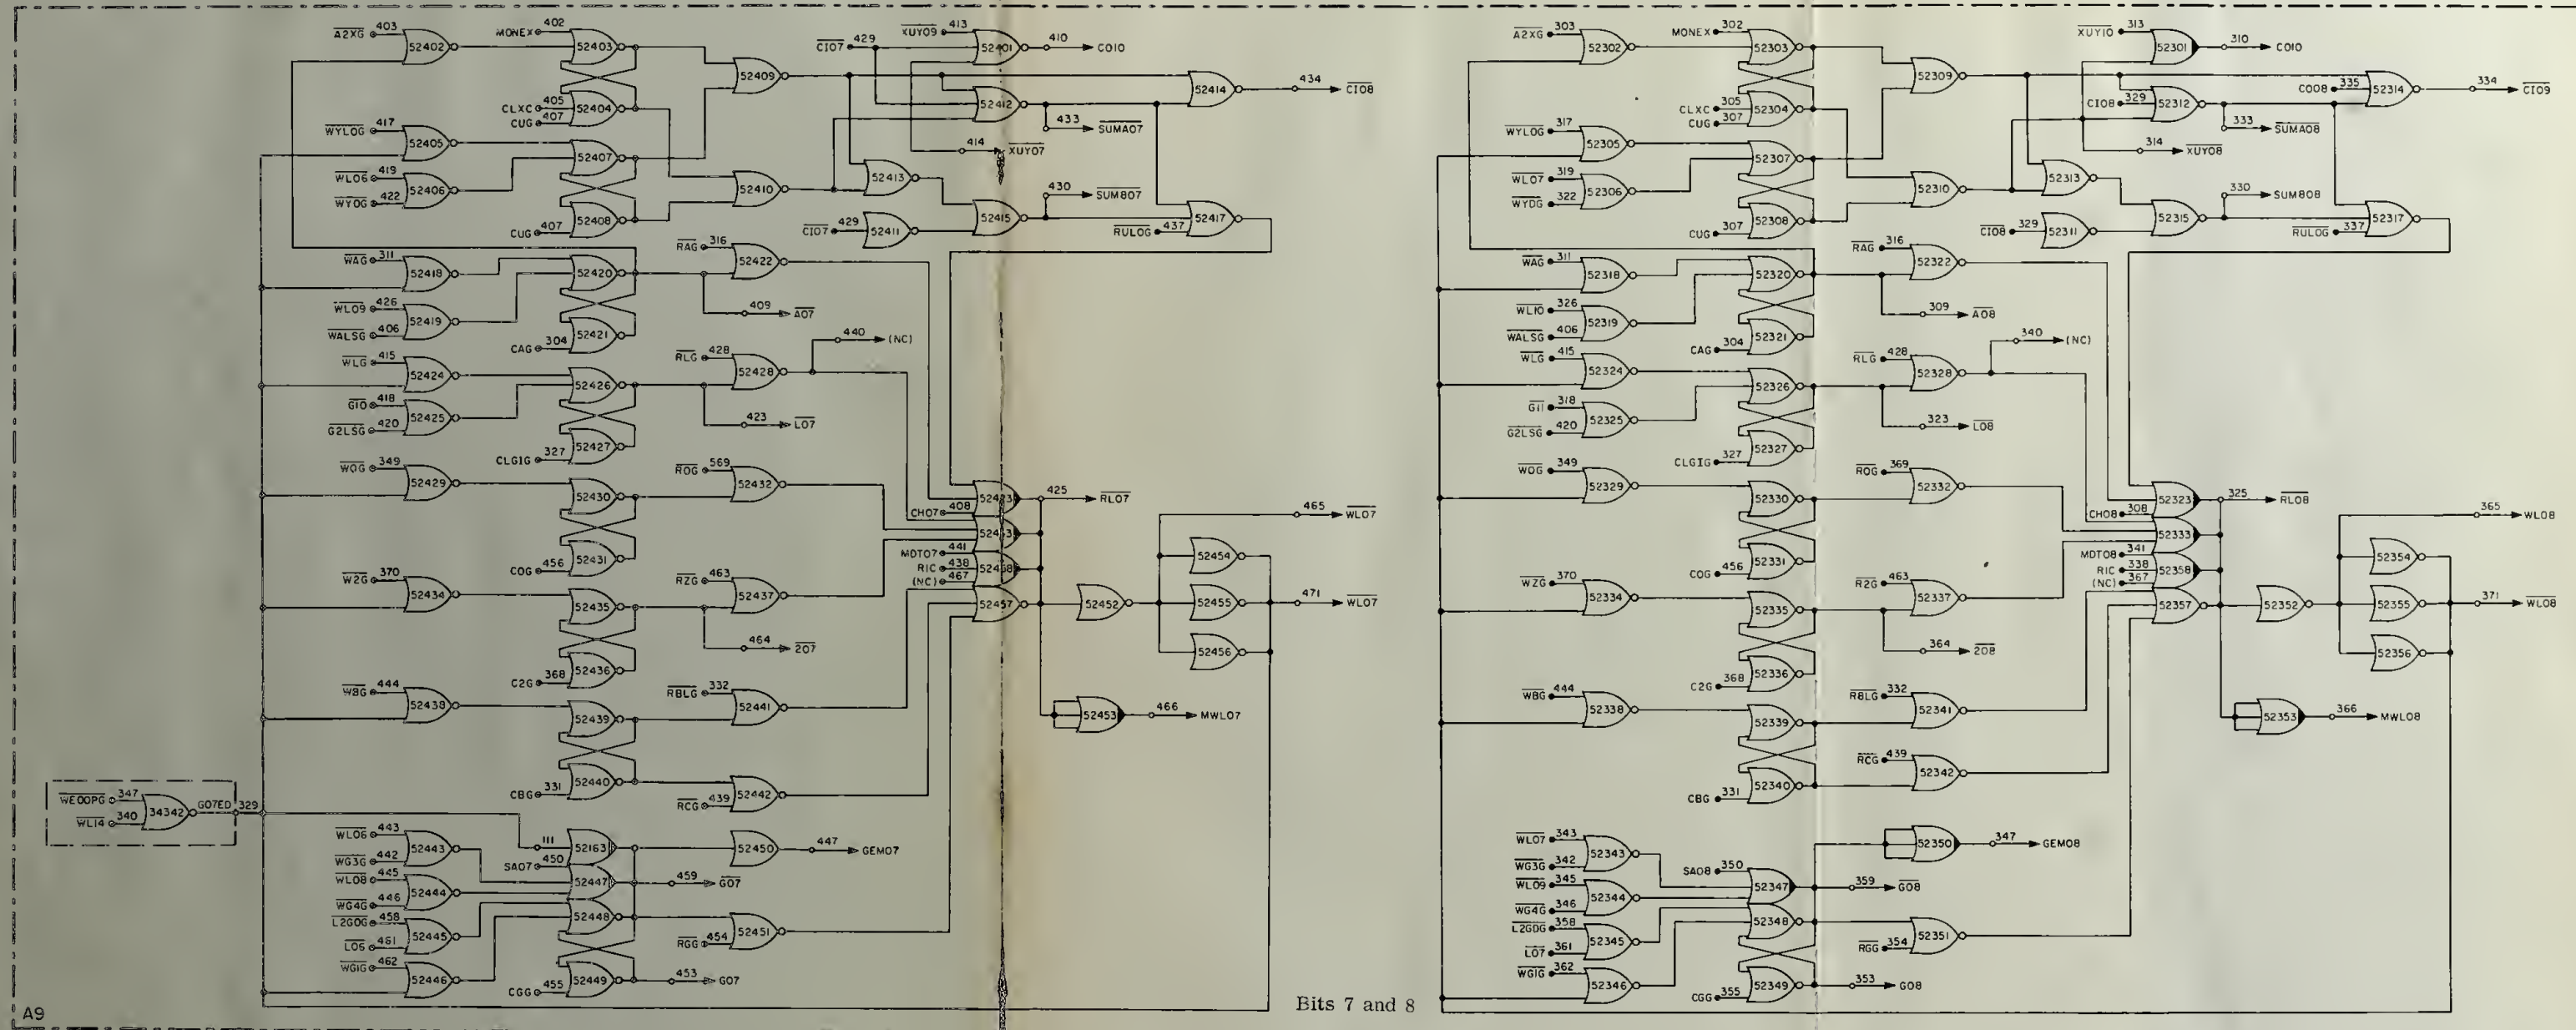 A2XG 403
52402
MONEX 402
52403
CLXC 405
CUG 407
52404
WYLOG 417
52405
WL06 419
WYOG 422
52406
52407
CUG 407
52408
52409
52410
CI07 429
XUY09 413
52401
410 CO10
52412
433 SUMA07
414 XUY07
52414
434 CI08
52413
CI07 429
52411
52415
430 SUMB07
RULOG 437
52417
WAG 311
52418
WL09 426
WALSG 406
52419
52420
CAG 304
52421
RAG 316
52422
409 A07
WLG 415
52424
G10 418
G2LSG 420
52425
52426
CLGIG 327
52427
RLG 428
52428
440 (NC)
423 L07
WOG 349
52429
52430
COG 456
52431
ROG 569
52432
CH07 408
425 RL07
MDT07 441
RIC 438
(NC) 467
52457
52452
52454
52455
52456
465 WL07
471 WL07
52453
466 MWL07
W2G 370
52434
52435
C2G 368
52436
RZG 463
52437
464 207
WBG 444
52438
52439
CBG 331
52440
RBLG 332
52441
RCG 439
52442
WEOOPG 347
WL14 340
34342
G07ED 329
WL06 443
WG3G 442
52443
WL08 445
WG4G 446
52444
L2GOG 458
L05 461
52445
WG1G 462
52446
111
52163
SA07 450
52447
52448
CGG 455
52449
52450
447 GEM07
459 G07
RGG 454
52451
453 G07
A9
Bits 7 and 8
A2XG 303
52302
MONEX 302
52303
CLXC 305
CUG 307
52304
WYLOG 317
52305
WL07 319
WYDG 322
52306
52307
CUG 307
52308
52309
52310
XUY10 313
52301
310 CO10
CI08 329
52312
333 SUMA08
314 XUY08
CO08 335
52314
334 CI09
52313
CI08 329
52311
52315
330 SUMB08
RULOG 337
52317
WAG 311
52318
WL10 326
WALSG 406
52319
52320
CAG 304
52321
RAG 316
52322
309 A08
WLG 415
52324
G11 318
G2LSG 420
52325
52326
CLGIG 327
52327
RLG 428
52328
340 (NC)
323 L08
WOG 349
52329
52330
COG 456
52331
ROG 369
52332
52323
CH08 308
325 RL08
52333
MDT08 341
RIC 338
(NC) 367
52358
52357
52352
52354
52355
52356
365 WL08
371 WL08
52353
366 MWL08
WZG 370
52334
52335
C2G 368
52336
R2G 463
52337
364 208
WBG 444
52338
52339
CBG 331
52340
RBLG 332
52341
RCG 439
52342
WL07 343
WG3G 342
52343
WL09 345
WG4G 346
52344
L2GDG 358
L07 361
52345
WG1G 362
52346
SA08 350
52347
52348
CGG 355
52349
52350
347 GEM08
359 G08
RGG 354
52351
353 G08